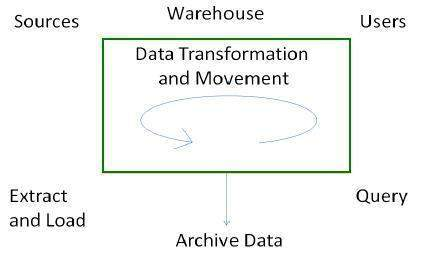 Sources
Warehouse
Users
Data Transformation
and Movement
Extract
and Load
Query
Archive Data